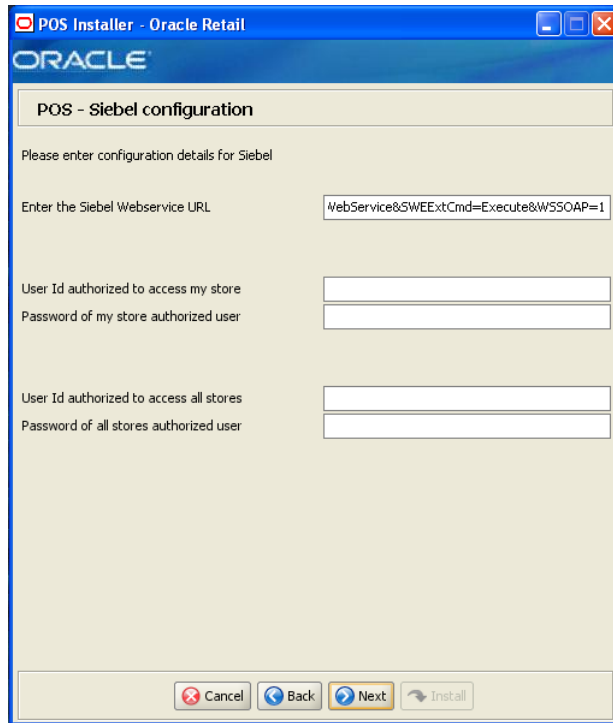 POS Installer - Oracle Retail
ORACLE
POS - Siebel configuration
Please enter configuration details for Siebel
Enter the Siebel Webservice URL
WebService&SWEExtCmd=Execute&WSSOAP=1
User Id authorized to access my store
Password of my store authorized user
User Id authorized to access all stores
Password of all stores authorized user
Cancel
Back
Next
Install